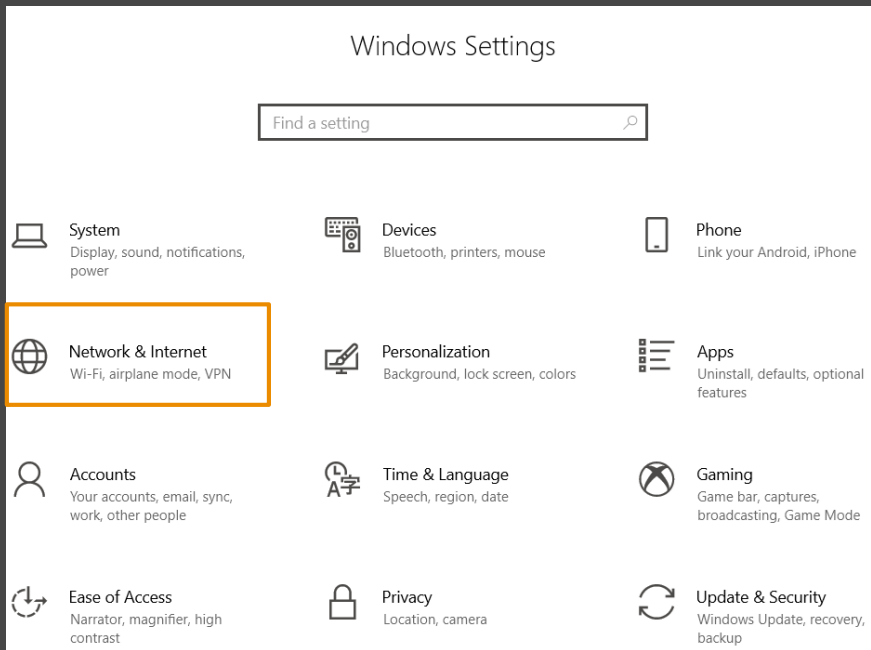 Windows Settings
Find a setting
System
Display, sound, notifications,
power
Devices
Bluetooth, printers, mouse
Phone
Link your Android, iPhone
Network & Internet
Wi-Fi, airplane mode, VPN
Personalization
Background, lock screen, colors
Apps
Uninstall, defaults, optional
features
Accounts
Your accounts, email, sync,
work, other people
Time & Language
Speech, region, date
Gaming
Game bar, captures,
broadcasting, Game Mode
Ease of Access
Narrator, magnifier, high
contrast
Privacy
Location, camera
Update & Security
Windows Update, recovery,
backup